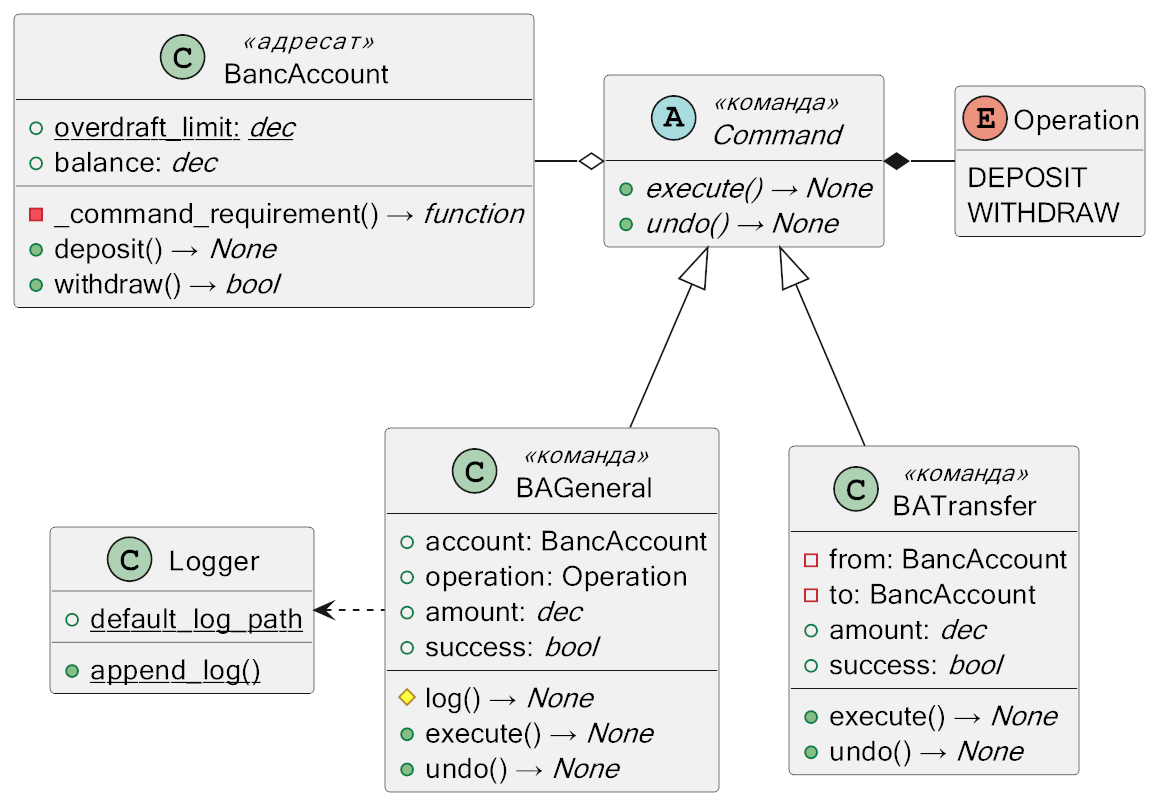 C
«адресат»
BancAccount
overdraft_limit: dec
balance: dec
_command_requirement() → function
deposit() → None
withdraw() → bool
A
«команда»
Command
execute() → None
undo() → None
E
Operation
DEPOSIT
WITHDRAW
C
Logger
default_log_path
append_log()
C
«команда»
BAGeneral
account: BancAccount
operation: Operation
amount: dec
success: bool
log() → None
execute() → None
undo() → None
C
«команда»
BATransfer
from: BancAccount
to: BancAccount
amount: dec
success: bool
execute() → None
undo() → None